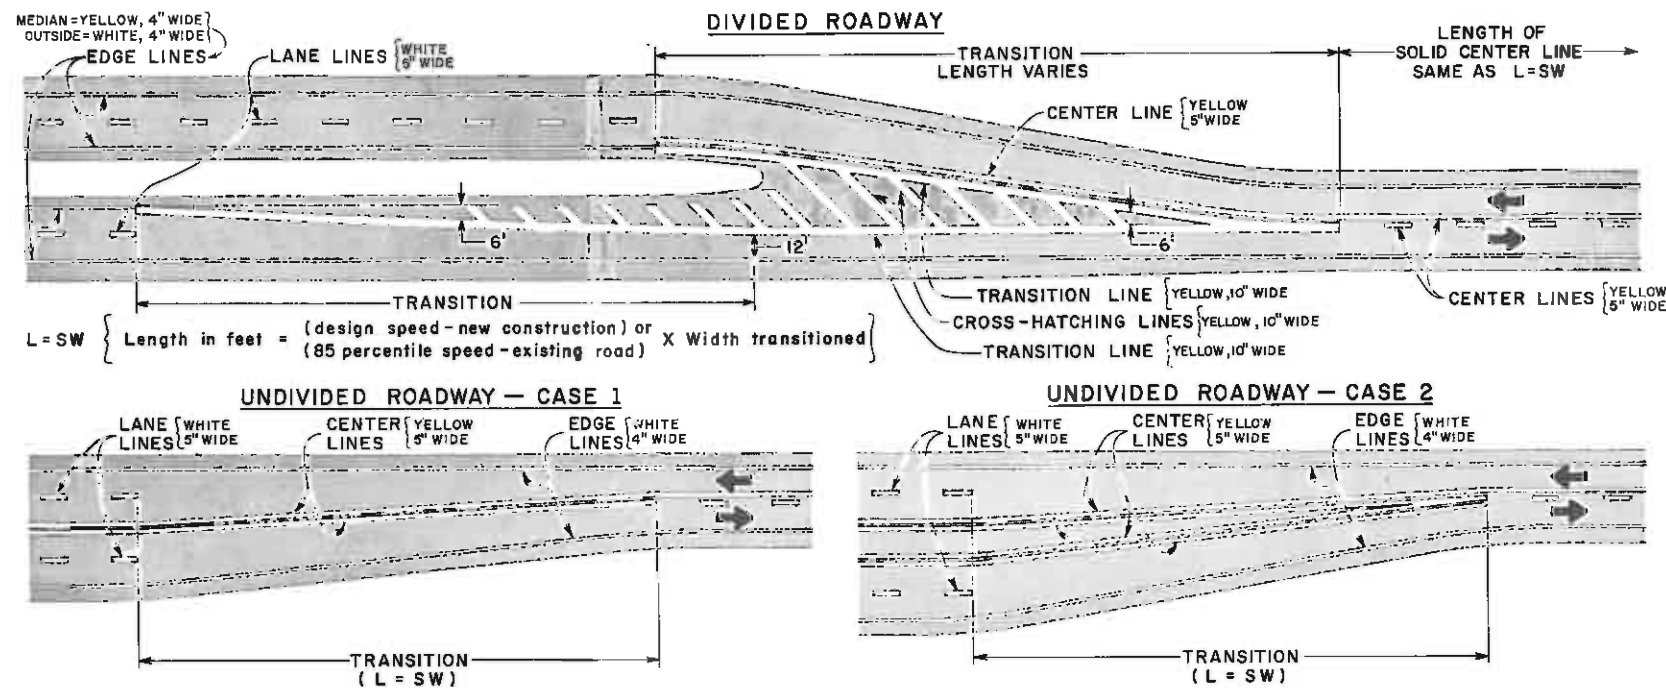 MEDIAN=YELLOW, 4" WIDE
OUTSIDE=WHITE, 4" WIDE
EDGE LINES
LANE LINES {WHITE
5" WIDE
DIVIDED ROADWAY
TRANSITION
LENGTH VARIES
LENGTH OF
SOLID CENTER LINE
SAME AS L=SW
CENTER LINE {YELLOW
5" WIDE
6'
12'
6'
TRANSITION
TRANSITION LINE {YELLOW, 10" WIDE
CROSS-HATCHING LINES {YELLOW, 10" WIDE
TRANSITION LINE {YELLOW, 10" WIDE
CENTER LINES {YELLOW
5" WIDE
L=SW { Length in feet = (design speed-new construction) or
(85 percentile speed-existing road) X Width transitioned }
UNDIVIDED ROADWAY — CASE 1
LANE LINES {WHITE
5" WIDE
CENTER LINES {YELLOW
5" WIDE
EDGE LINES {WHITE
4" WIDE
TRANSITION
( L = SW )
UNDIVIDED ROADWAY — CASE 2
LANE LINES {WHITE
5" WIDE
CENTER LINES {YELLOW
5" WIDE
EDGE LINES {WHITE
4" WIDE
TRANSITION
( L = SW )